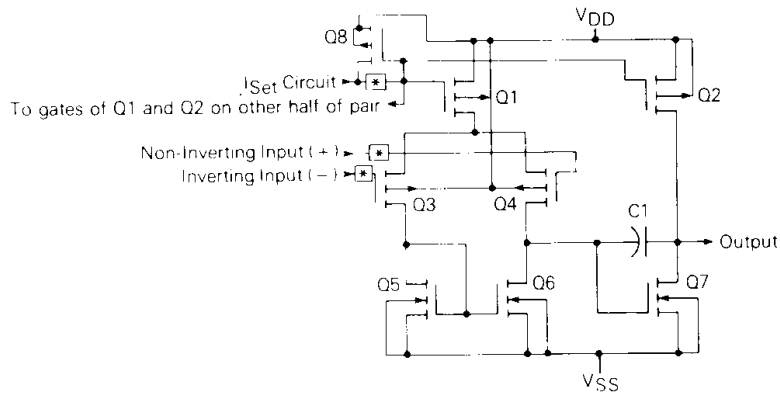 VDD
Q8
ISet Circuit
*
Q1
Q2
To gates of Q1 and Q2 on other half of pair
Non-Inverting Input (+)
*
Inverting Input (−)
*
Q3
Q4
C1
Output
Q5
Q6
Q7
VSS